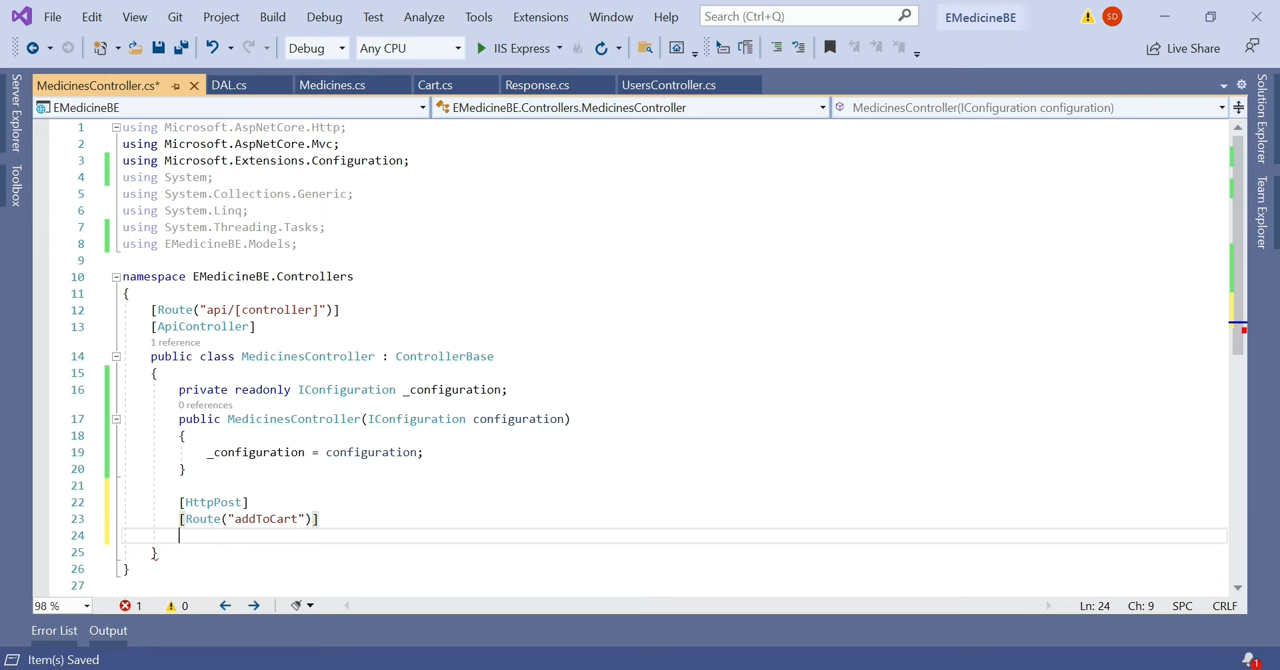 File Edit View Git Project Build Debug Test Analyze Tools Extensions Window Help Search (Ctrl+Q) EMedicineBE SD
Debug Any CPU IIS Express Live Share
MedicinesController.cs* DAL.cs Medicines.cs Cart.cs Response.cs UsersController.cs
EMedicineBE EMedicineBE.Controllers.MedicinesController MedicinesController(IConfiguration configuration)
Server Explorer
Toolbox
Solution Explorer
Team Explorer
1 using Microsoft.AspNetCore.Http;
2 using Microsoft.AspNetCore.Mvc;
3 using Microsoft.Extensions.Configuration;
4 using System;
5 using System.Collections.Generic;
6 using System.Linq;
7 using System.Threading.Tasks;
8 using EMedicineBE.Models;
9
10 namespace EMedicineBE.Controllers
11 {
12 [Route("api/[controller]")]
13 [ApiController]
1 reference
14 public class MedicinesController : ControllerBase
15 {
16 private readonly IConfiguration _configuration;
0 references
17 public MedicinesController(IConfiguration configuration)
18 {
19 _configuration = configuration;
20 }
21
22 [HttpPost]
23 [Route("addToCart")]
24
25 }
26 }
27
98 % 1 0 Ln: 24 Ch: 9 SPC CRLF
Error List Output
Item(s) Saved 1